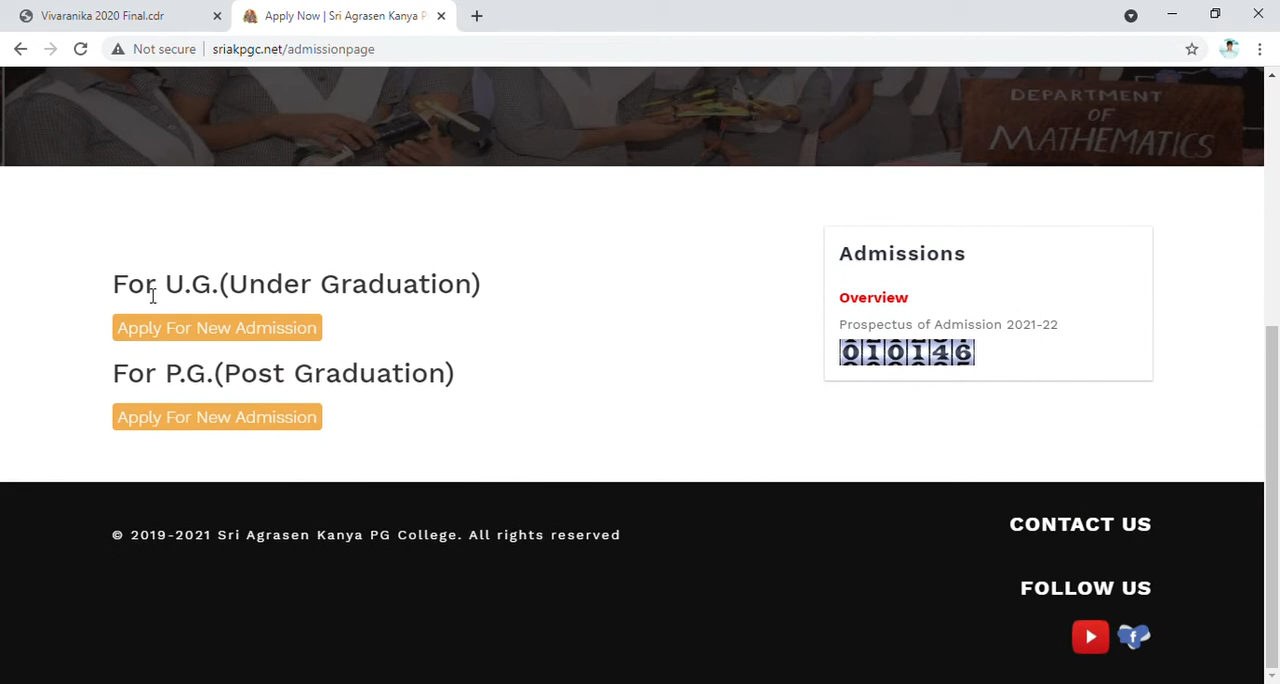 Vivaranika 2020 Final.cdr
Apply Now | Sri Agrasen Kanya P
Not secure
sriakpgc.net/admissionpage
DEPARTMENT
OF
MATHEMATICS
For U.G.(Under Graduation)
Apply For New Admission
For P.G.(Post Graduation)
Apply For New Admission
Admissions
Overview
Prospectus of Admission 2021-22
010146
© 2019-2021 Sri Agrasen Kanya PG College. All rights reserved
CONTACT US
FOLLOW US